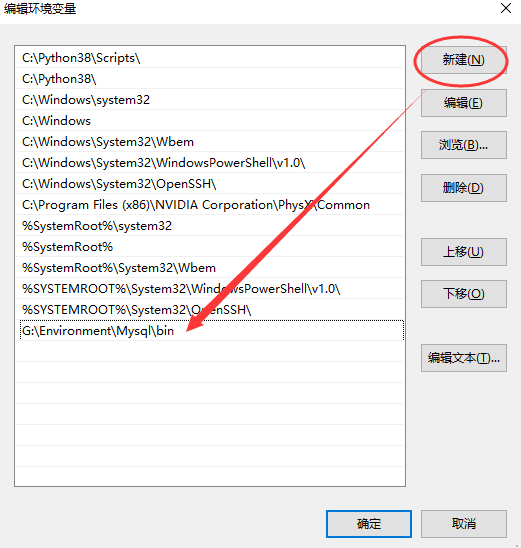 编辑环境变量
C:\Python38\Scripts\
C:\Python38\
C:\Windows\system32
C:\Windows
C:\Windows\System32\Wbem
C:\Windows\System32\WindowsPowerShell\v1.0\
C:\Windows\System32\OpenSSH\
C:\Program Files (x86)\NVIDIA Corporation\PhysX\Common
%SystemRoot%\system32
%SystemRoot%
%SystemRoot%\System32\Wbem
%SYSTEMROOT%\System32\WindowsPowerShell\v1.0\
%SYSTEMROOT%\System32\OpenSSH\
G:\Environment\Mysql\bin
新建(N)
编辑(E)
浏览(B)...
删除(D)
上移(U)
下移(O)
编辑文本(T)...
确定
取消